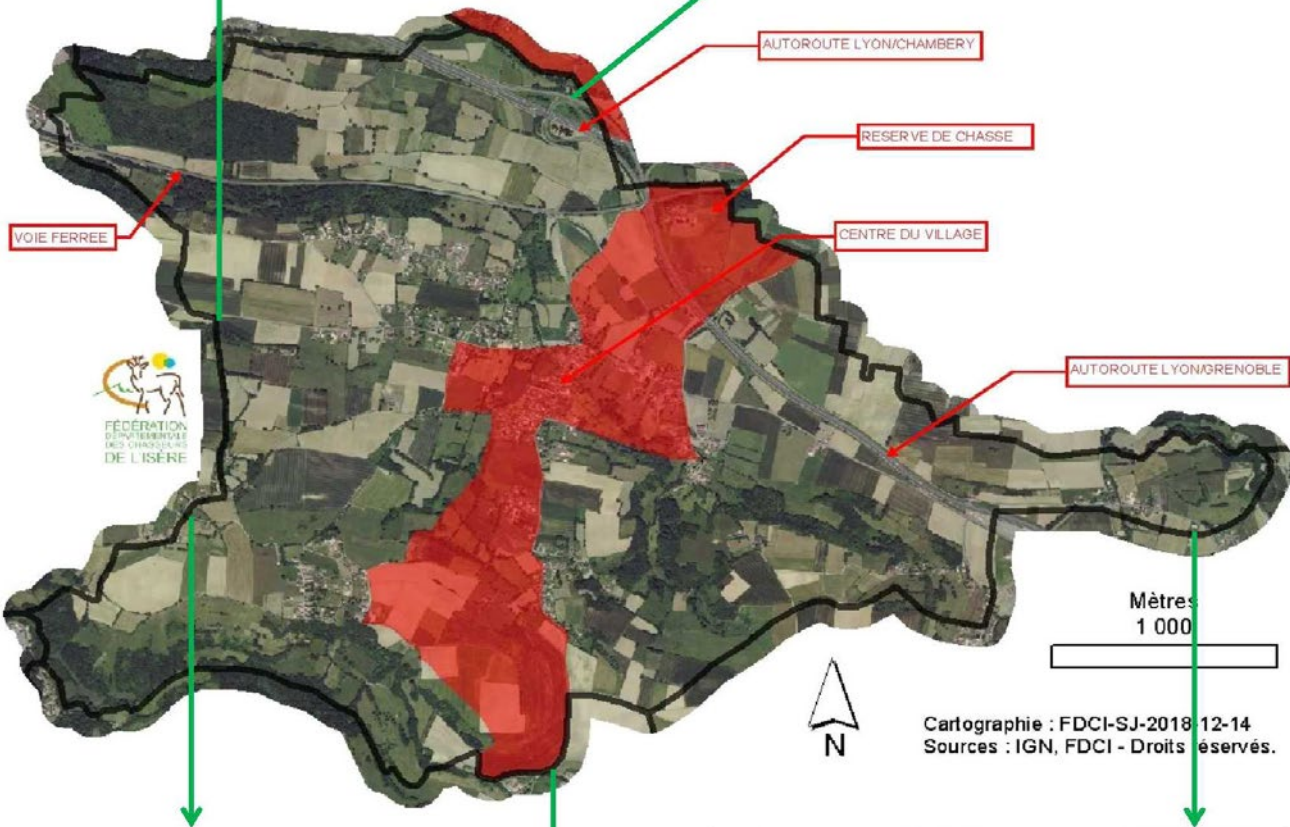 AUTOROUTE LYON/CHAMBERY
RESERVE DE CHASSE
VOIE FERREE
CENTRE DU VILLAGE
AUTOROUTE LYON/GRENOBLE
FÉDÉRATION
DÉPARTEMENTALE
DES CHASSEURS
DE L'ISÈRE
Mètres
1 000
N
Cartographie : FDCI-SJ-2018-12-14
Sources : IGN, FDCI - Droits réservés.